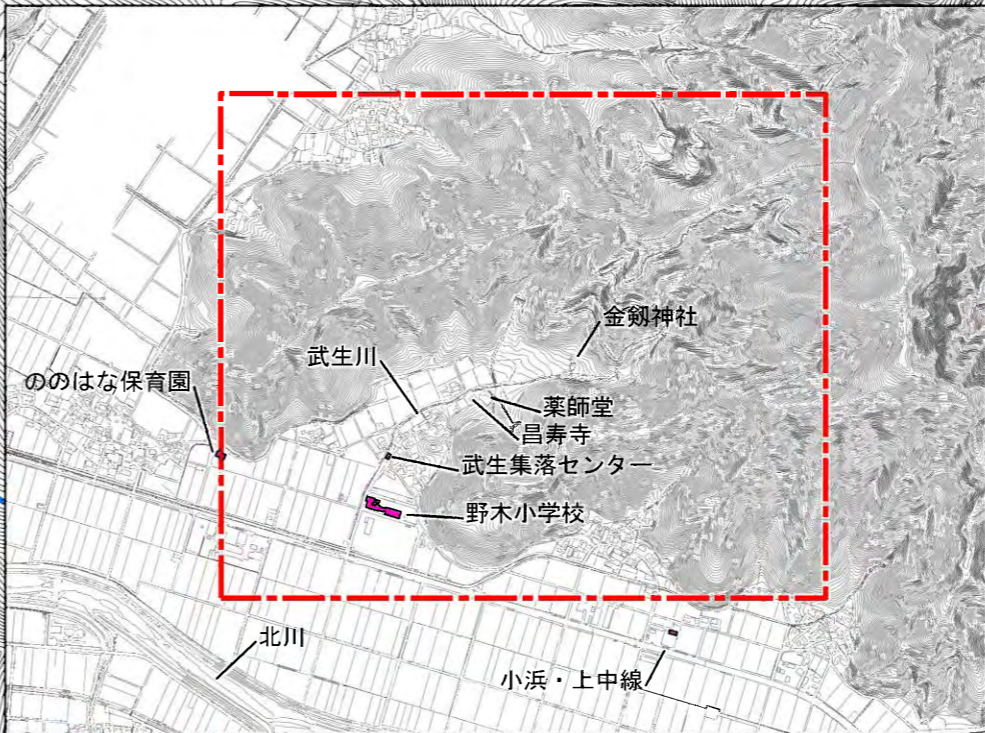 金剱神社
武生川
ののはな保育園
薬師堂
昌寿寺
武生集落センター
野木小学校
北川
小浜・上中線